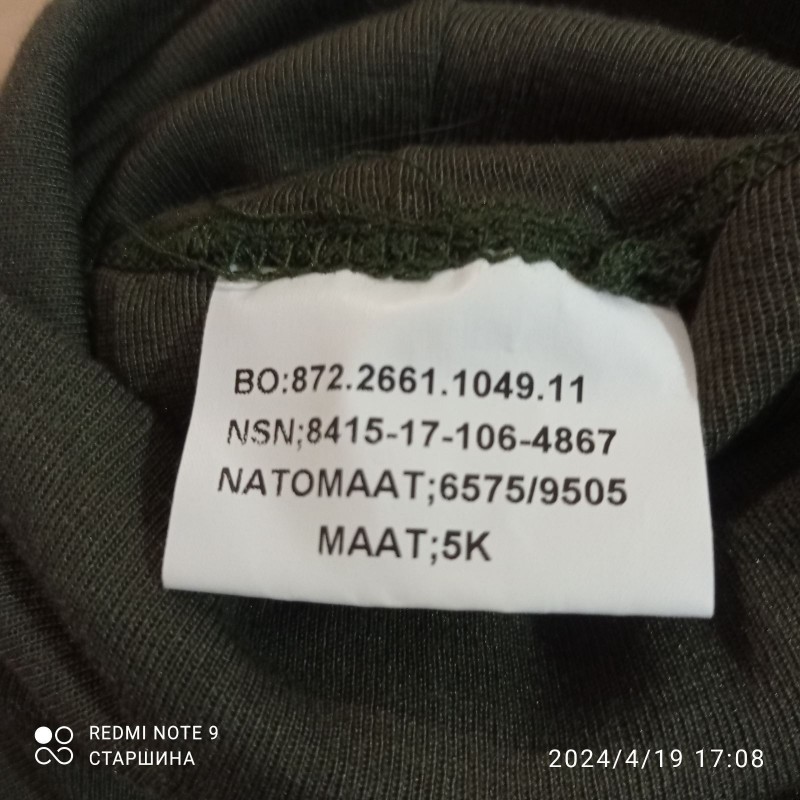 BO:872.2661.1049.11
NSN;8415-17-106-4867
NATOMAAT;6575/9505
MAAT;5K
REDMI NOTE 9
СТАРШИНА
2024/4/19 17:08